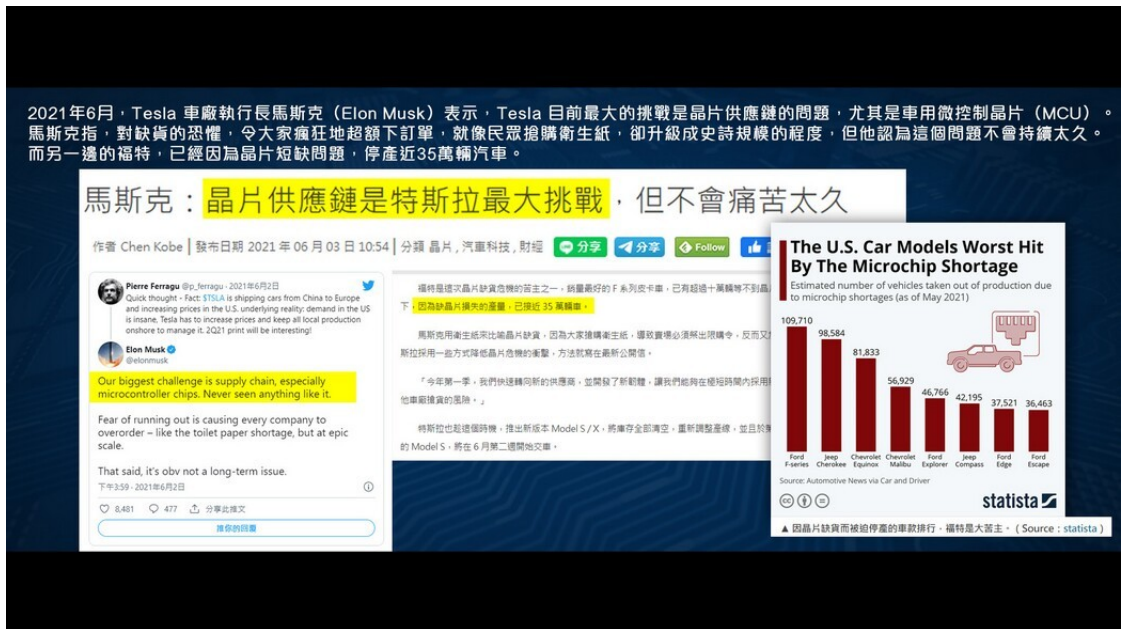 2021年6月，Tesla 車廠執行長馬斯克（Elon Musk）表示，Tesla 目前最大的挑戰是晶片供應鏈的問題，尤其是車用微控制晶片（MCU）。
馬斯克指，對缺貨的恐懼，令大家瘋狂地超額下訂單，就像民眾搶購衛生紙，卻升級成史詩規模的程度，但他認為這個問題不會持續太久。
而另一邊的福特，已經因為晶片短缺問題，停產近35萬輛汽車。
馬斯克：晶片供應鏈是特斯拉最大挑戰，但不會痛苦太久
作者 Chen Kobe | 發布日期 2021 年 06 月 03 日 10:54 | 分類 晶片, 汽車科技, 財經 分享 分享 Follow
Pierre Ferragu @p_ferragu · 2021年6月2日
Quick thought - Fact: $TSLA is shipping cars from China to Europe
and increasing prices in the U.S. underlying reality: demand in the US
is insane, Tesla has to increase prices and keep all local production
onshore to manage it. 2Q21 print will be interesting!
Elon Musk
@elonmusk
Our biggest challenge is supply chain, especially
microcontroller chips. Never seen anything like it.
Fear of running out is causing every company to
overorder – like the toilet paper shortage, but at epic
scale.
That said, it's obv not a long-term issue.
下午3:59 · 2021年6月2日
8,481 477 分享此推文
推你的回覆
福特是這次晶片缺貨危機的苦主之一，銷量最好的 F 系列皮卡車，已有超過十萬輛等不到晶
下，因為缺晶片損失的產量，已接近 35 萬輛車。
馬斯克用衛生紙來比喻晶片缺貨，因為大家搶購衛生紙，導致賣場必須祭出限購令，反而又
斯拉採用一些方式降低晶片危機的衝擊，方法就寫在最新公開信。
「今年第一季，我們快速轉向新的供應商，並開發了新韌體，讓我們能夠在極短時間內採用
他車廠搶貨的風險。」
特斯拉也趁這個時機，推出新版本 Model S / X，將庫存全部清空，重新調整產線，並且於
的 Model S，將在 6 月第二週開始交車。
The U.S. Car Models Worst Hit
By The Microchip Shortage
Estimated number of vehicles taken out of production due
to microchip shortages (as of May 2021)
109,710
98,584
81,833
56,929
46,766
42,195
37,521
36,463
Ford F-series
Jeep Cherokee
Chevrolet Equinox
Chevrolet Malibu
Ford Explorer
Jeep Compass
Ford Edge
Ford Escape
Source: Automotive News via Car and Driver
statista
▲ 因晶片缺貨而被迫停產的車款排行，福特是大苦主。（Source：statista）